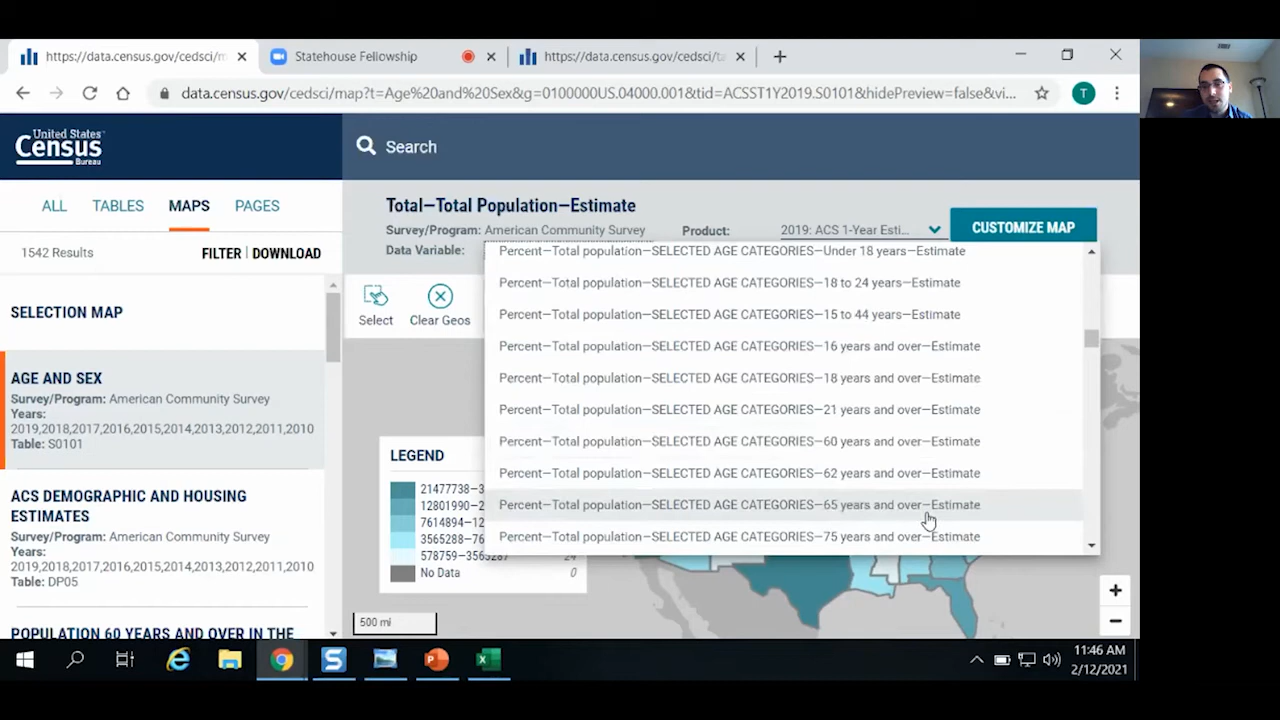 https://data.census.gov/cedsci/m
Statehouse Fellowship
https://data.census.gov/cedsci/ta
data.census.gov/cedsci/map?t=Age%20and%20Sex&g=0100000US.04000.001&tid=ACSST1Y2019.S0101&hidePreview=false&vi...
T
United States
Census
Bureau
Search
ALL
TABLES
MAPS
PAGES
1542 Results
FILTER | DOWNLOAD
Total—Total Population—Estimate
Survey/Program: American Community Survey
Product: 2019: ACS 1-Year Esti...
CUSTOMIZE MAP
Data Variable:
Percent—Total population—SELECTED AGE CATEGORIES—Under 18 years—Estimate
Percent—Total population—SELECTED AGE CATEGORIES—18 to 24 years—Estimate
Percent—Total population—SELECTED AGE CATEGORIES—15 to 44 years—Estimate
Percent—Total population—SELECTED AGE CATEGORIES—16 years and over—Estimate
Percent—Total population—SELECTED AGE CATEGORIES—18 years and over—Estimate
Percent—Total population—SELECTED AGE CATEGORIES—21 years and over—Estimate
Percent—Total population—SELECTED AGE CATEGORIES—60 years and over—Estimate
Percent—Total population—SELECTED AGE CATEGORIES—62 years and over—Estimate
Percent—Total population—SELECTED AGE CATEGORIES—65 years and over—Estimate
Percent—Total population—SELECTED AGE CATEGORIES—75 years and over—Estimate
Select
Clear Geos
SELECTION MAP
AGE AND SEX
Survey/Program: American Community Survey
Years:
2019,2018,2017,2016,2015,2014,2013,2012,2011,2010
Table: S0101
ACS DEMOGRAPHIC AND HOUSING
ESTIMATES
Survey/Program: American Community Survey
Years:
2019,2018,2017,2016,2015,2014,2013,2012,2011,2010
Table: DP05
POPULATION 60 YEARS AND OVER IN THE
LEGEND
21477738—3
12801990—2
7614894—12
3565288—76
578759—3565287 24
No Data 0
500 mi
11:46 AM
2/12/2021